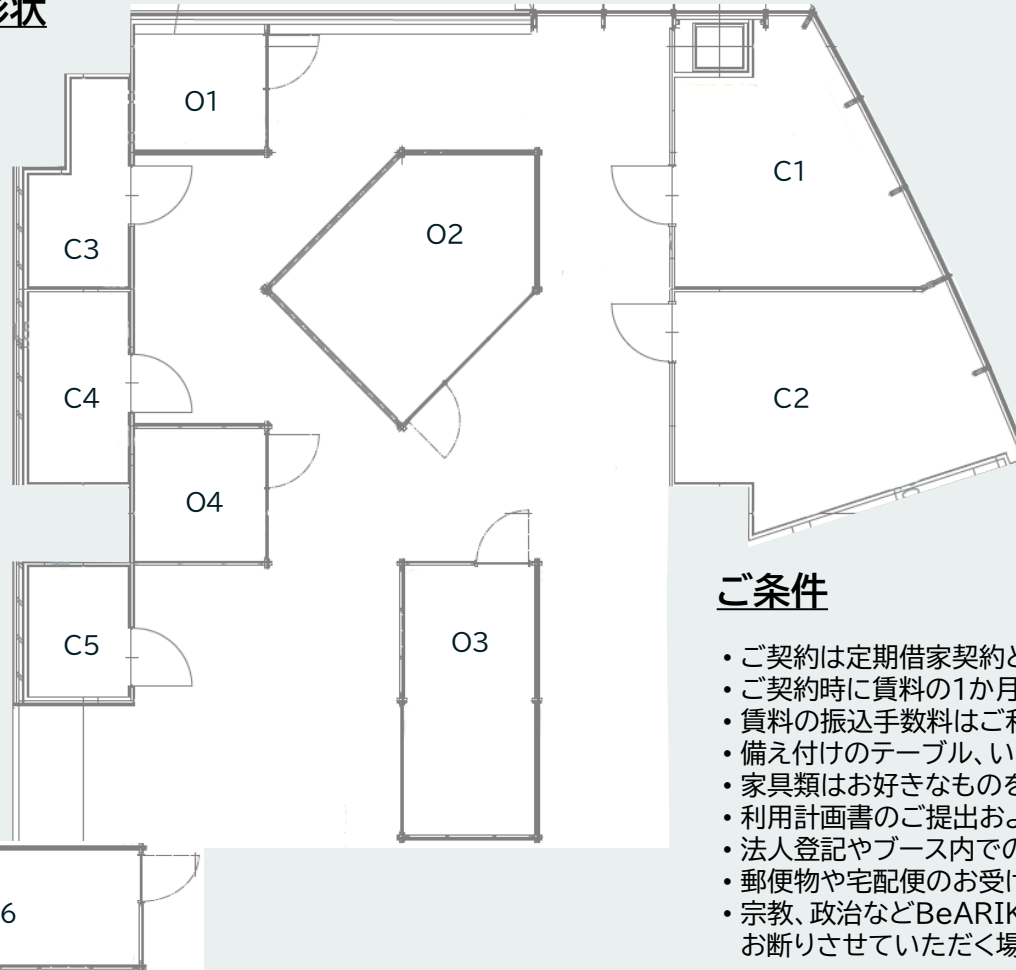 形状
O1
C1
O2
C3
C4
C2
O4
C5
O3
6
ご条件
・ご契約は定期借家契約と
・ご契約時に賃料の1か月
・賃料の振込手数料はご利
・備え付けのテーブル、い
・家具類はお好きなものを
・利用計画書のご提出およ
・法人登記やブース内での
・郵便物や宅配便のお受け
・宗教、政治などBeARIK
お断りさせていただく場